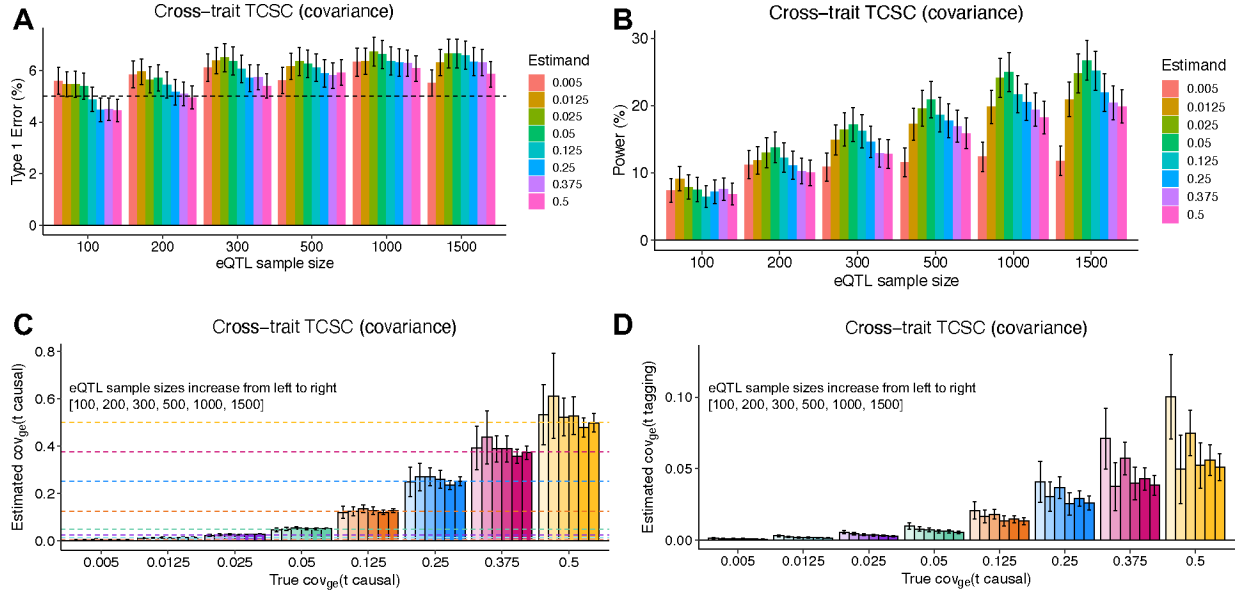 A
Cross-trait TCSC (covariance)
Type 1 Error (%)
6
4
2
0
100 200 300 500 1000 1500
eQTL sample size
Estimand
0.005
0.0125
0.025
0.05
0.125
0.25
0.375
0.5
B
Cross-trait TCSC (covariance)
Power (%)
30
20
10
0
100 200 300 500 1000 1500
eQTL sample size
Estimand
0.005
0.0125
0.025
0.05
0.125
0.25
0.375
0.5
C
Cross-trait TCSC (covariance)
eQTL sample sizes increase from left to right
[100, 200, 300, 500, 1000, 1500]
Estimated covge(t causal)
0.8
0.6
0.4
0.2
0.0
0.005 0.0125 0.025 0.05 0.125 0.25 0.375 0.5
True covge(t causal)
D
Cross-trait TCSC (covariance)
eQTL sample sizes increase from left to right
[100, 200, 300, 500, 1000, 1500]
Estimated covge(t tagging)
0.10
0.05
0.00
0.005 0.0125 0.025 0.05 0.125 0.25 0.375 0.5
True covge(t causal)